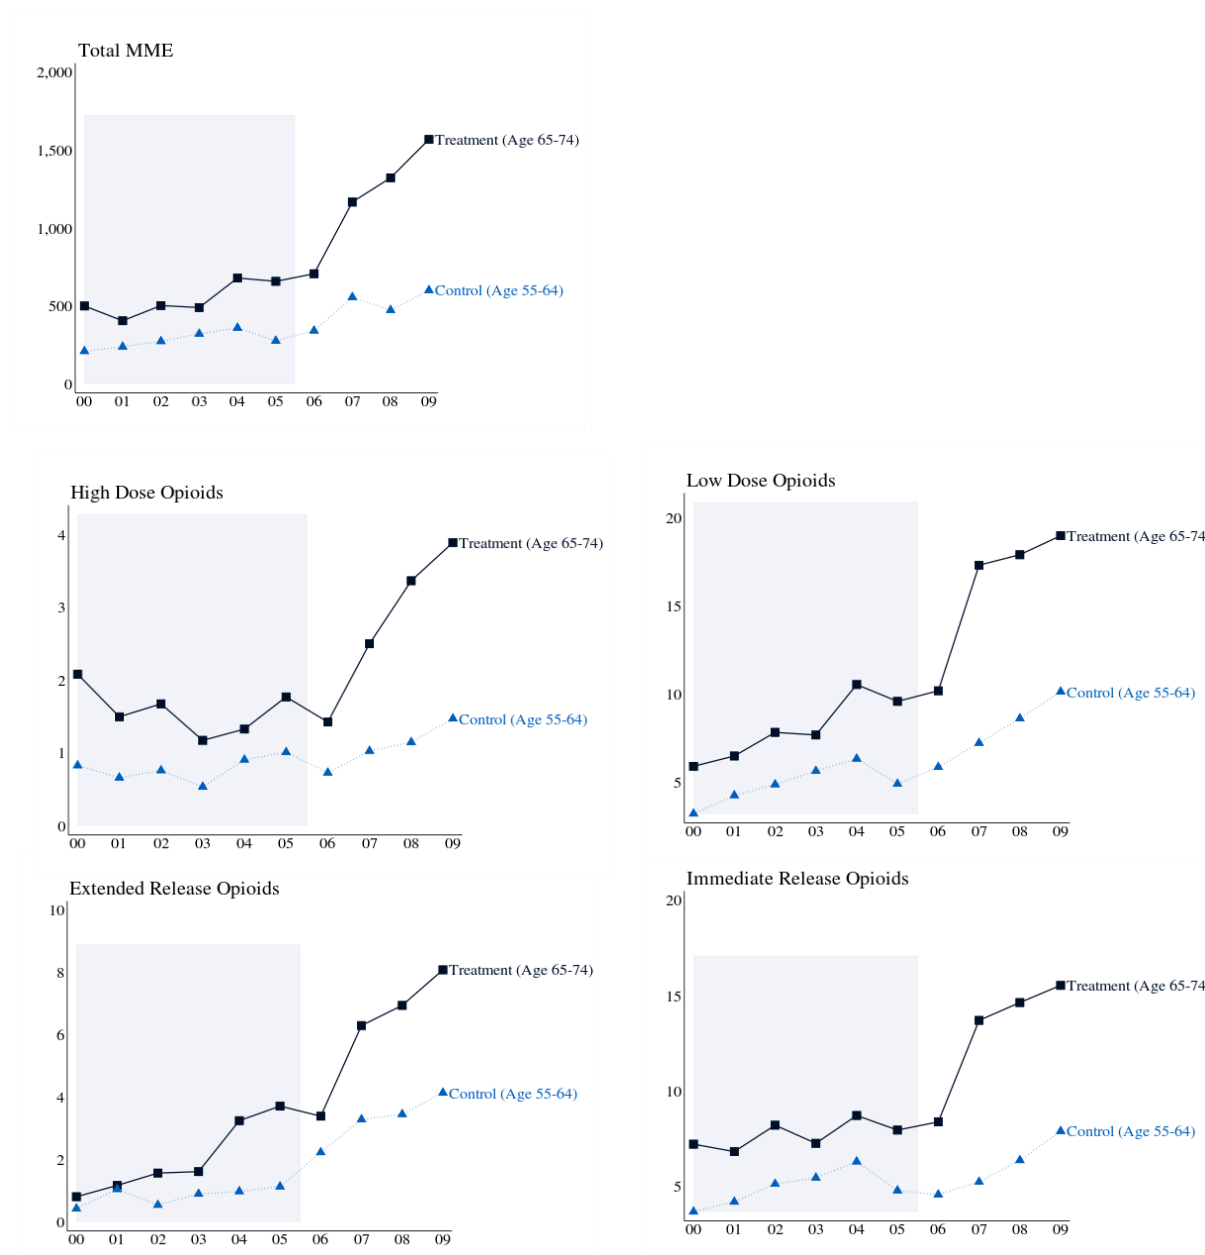 Total MME
2,000
1,500
1,000
500
0
Treatment (Age 65-74)
Control (Age 55-64)
00 01 02 03 04 05 06 07 08 09
High Dose Opioids
4
3
2
1
0
Treatment (Age 65-74)
Control (Age 55-64)
00 01 02 03 04 05 06 07 08 09
Low Dose Opioids
20
15
10
5
Treatment (Age 65-74
Control (Age 55-64)
00 01 02 03 04 05 06 07 08 09
Extended Release Opioids
10
8
6
4
2
0
Treatment (Age 65-74)
Control (Age 55-64)
00 01 02 03 04 05 06 07 08 09
Immediate Release Opioids
20
15
10
5
Treatment (Age 65-74
Control (Age 55-64)
00 01 02 03 04 05 06 07 08 09